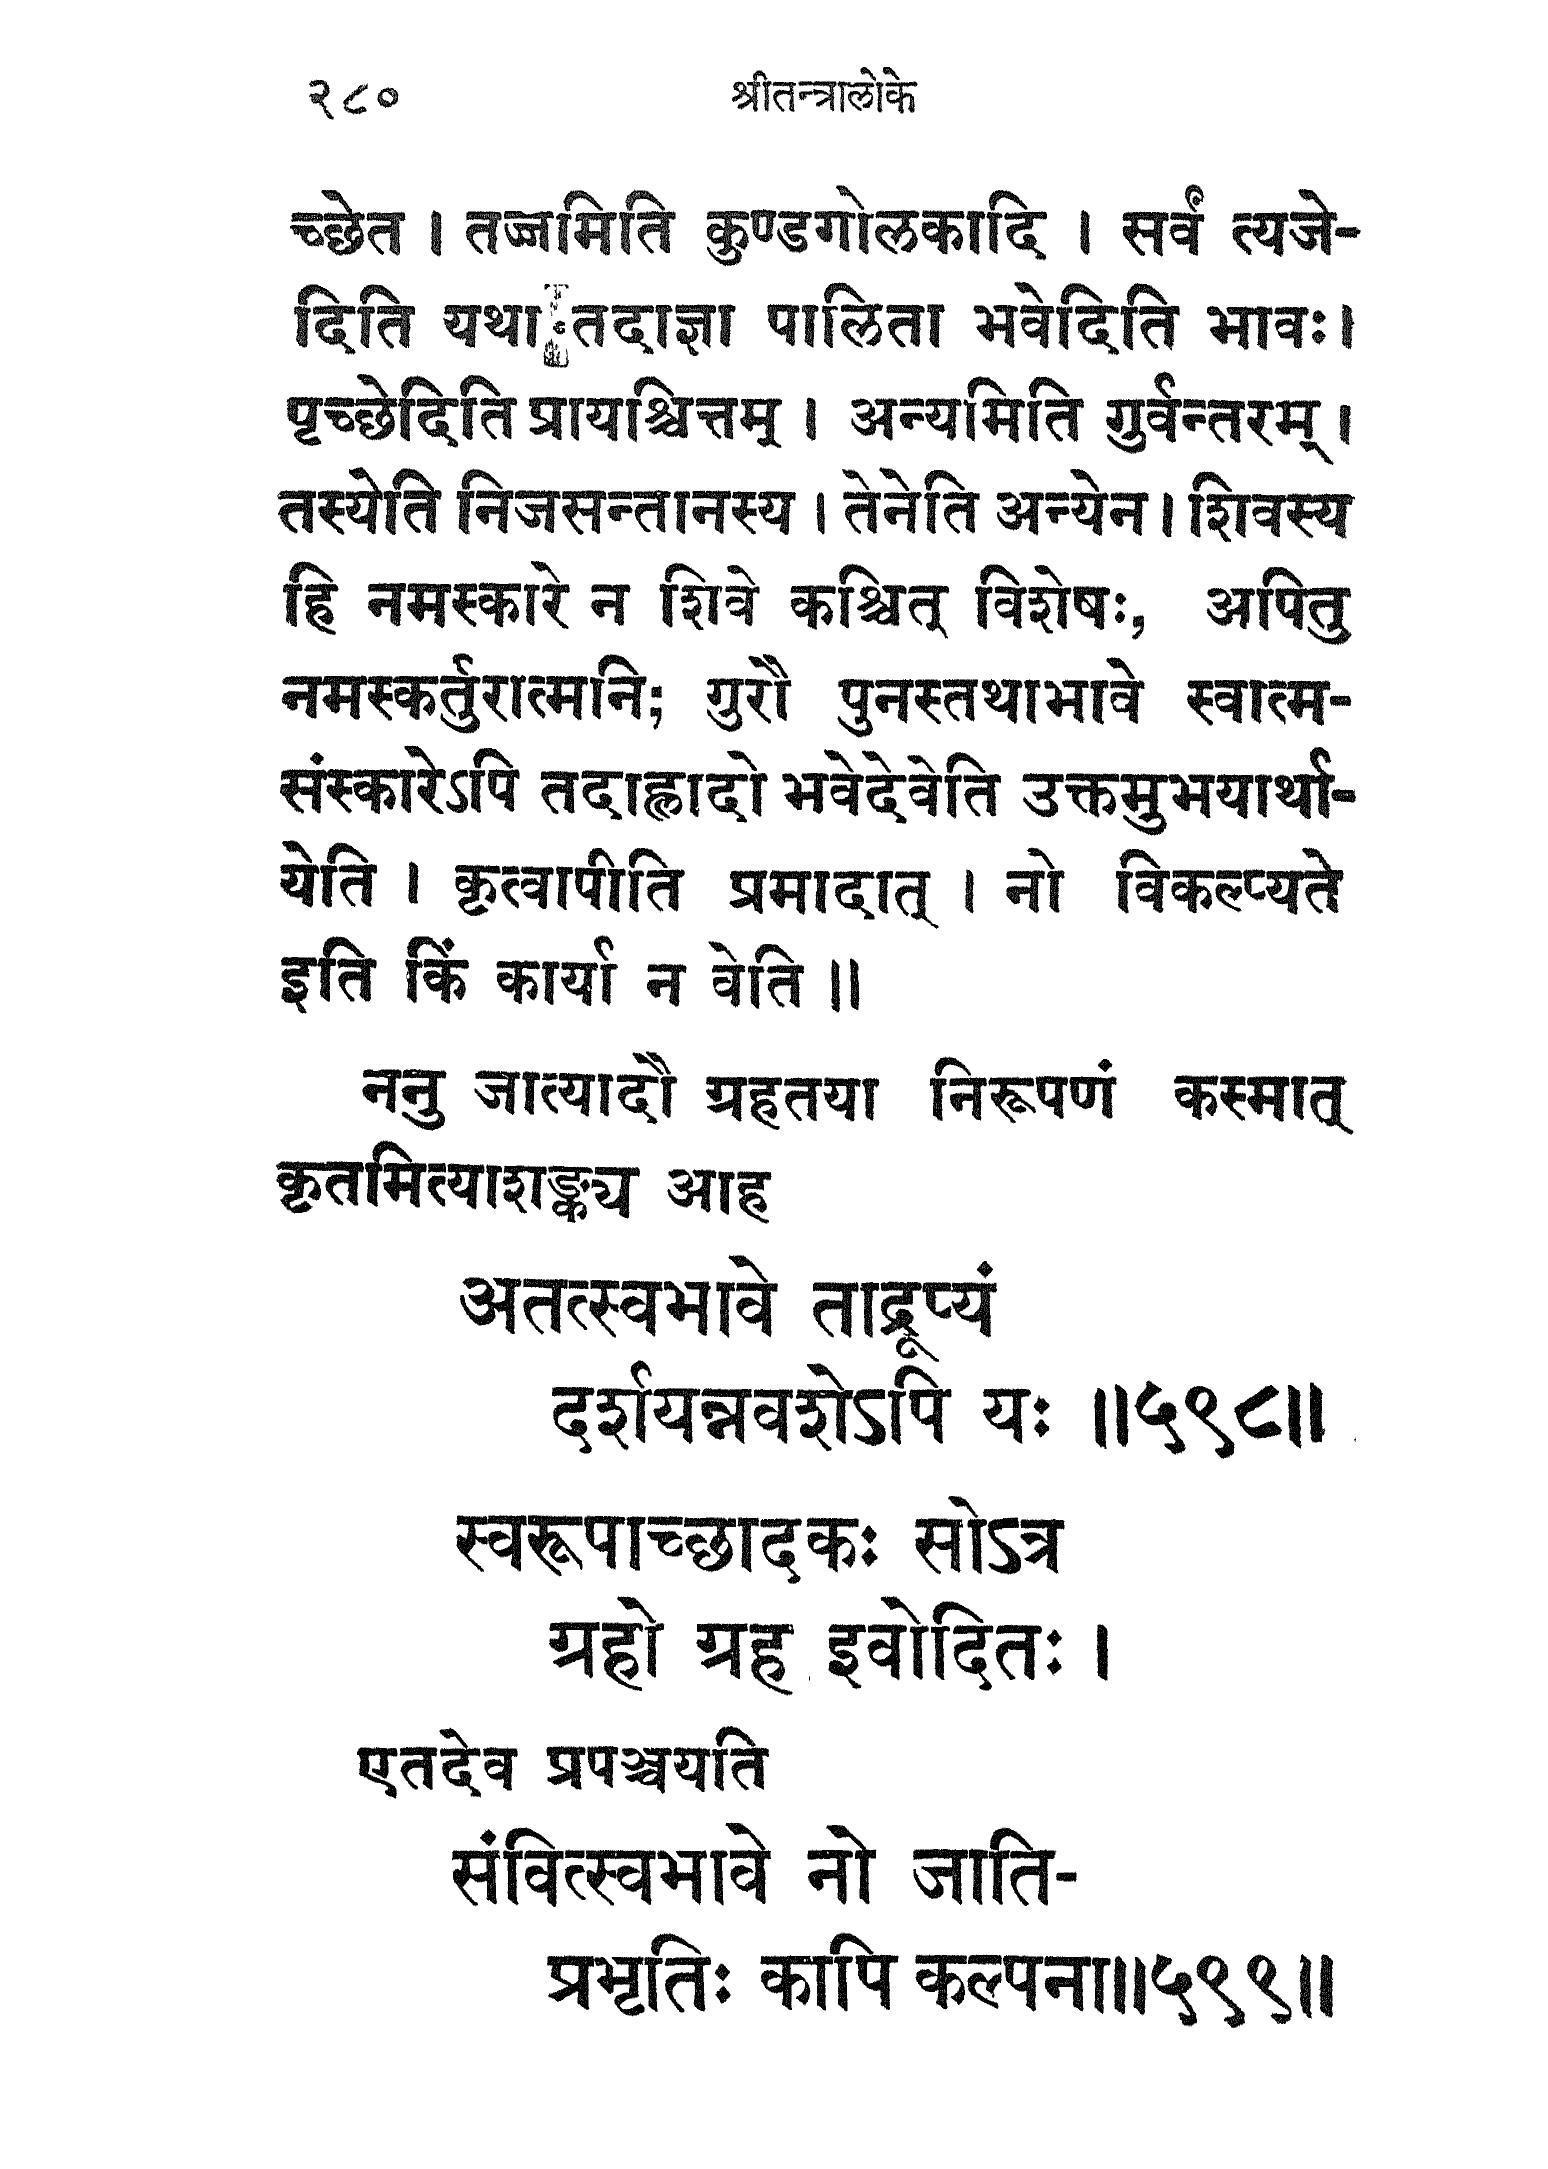 २८० श्रीतन्त्रालोके
च्छेत । तज्जमिति कुण्डगोलकादि । सर्वं त्यजे-
दिति यथा तदाज्ञा पालिता भवेदिति भावः।
पृच्छेदिति प्रायश्चित्तम् । अन्यमिति गुर्वन्तरम् ।
तस्येति निजसन्तानस्य । तेनेति अन्येन । शिवस्य
हि नमस्कारे न शिवे कश्चित् विशेषः, अपितु
नमस्कर्तुरात्मनि; गुरौ पुनस्तथाभावे स्वात्म-
संस्कारेऽपि तदाह्लादो भवेदेवेति उक्तमुभयार्था-
येति । कृत्वापीति प्रमादात् । नो विकल्प्यते
इति किं कार्या न वेति ॥
ननु जात्यादौ ग्रहतया निरूपणं कस्मात्
कृतमित्याशङ्क्य आह
अतत्स्वभावे ताद्रूप्यं
दर्शयन्नवशेऽपि यः ॥५९८॥
स्वरूपाच्छादकः सोऽत्र
ग्रहो ग्रह इवोदितः ।
एतदेव प्रपञ्चयति
संवित्स्वभावे नो जाति-
प्रभृतिः कापि कल्पना॥५९९॥